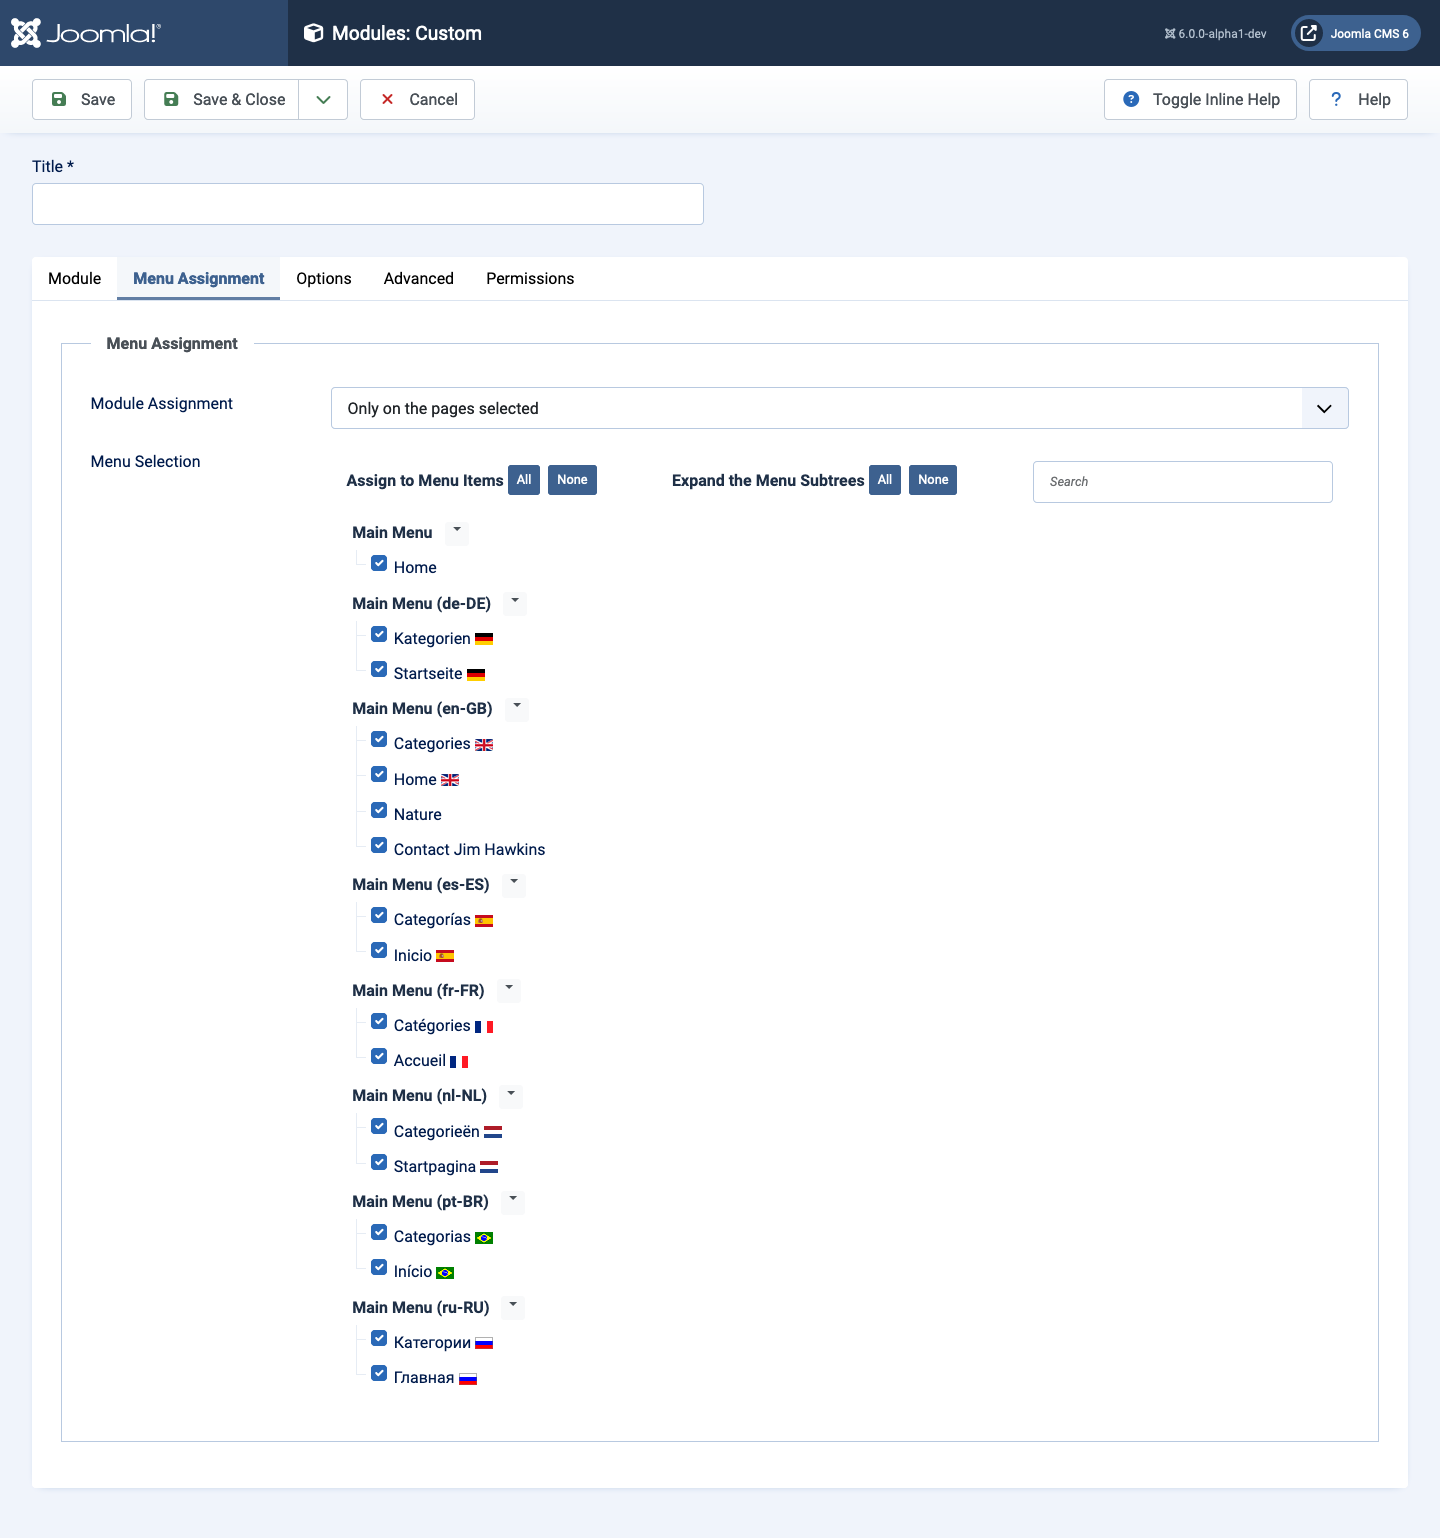 Joomla!® Modules: Custom 6.0.0-alpha1-dev Joomla CMS 6
Save Save & Close Cancel Toggle Inline Help Help
Title *
Module Menu Assignment Options Advanced Permissions
Menu Assignment
Module Assignment Only on the pages selected
Menu Selection
Assign to Menu Items All None Expand the Menu Subtrees All None Search
Main Menu
Home
Main Menu (de-DE)
Kategorien
Startseite
Main Menu (en-GB)
Categories
Home
Nature
Contact Jim Hawkins
Main Menu (es-ES)
Categorías
Inicio
Main Menu (fr-FR)
Catégories
Accueil
Main Menu (nl-NL)
Categorieën
Startpagina
Main Menu (pt-BR)
Categorias
Início
Main Menu (ru-RU)
Категории
Главная